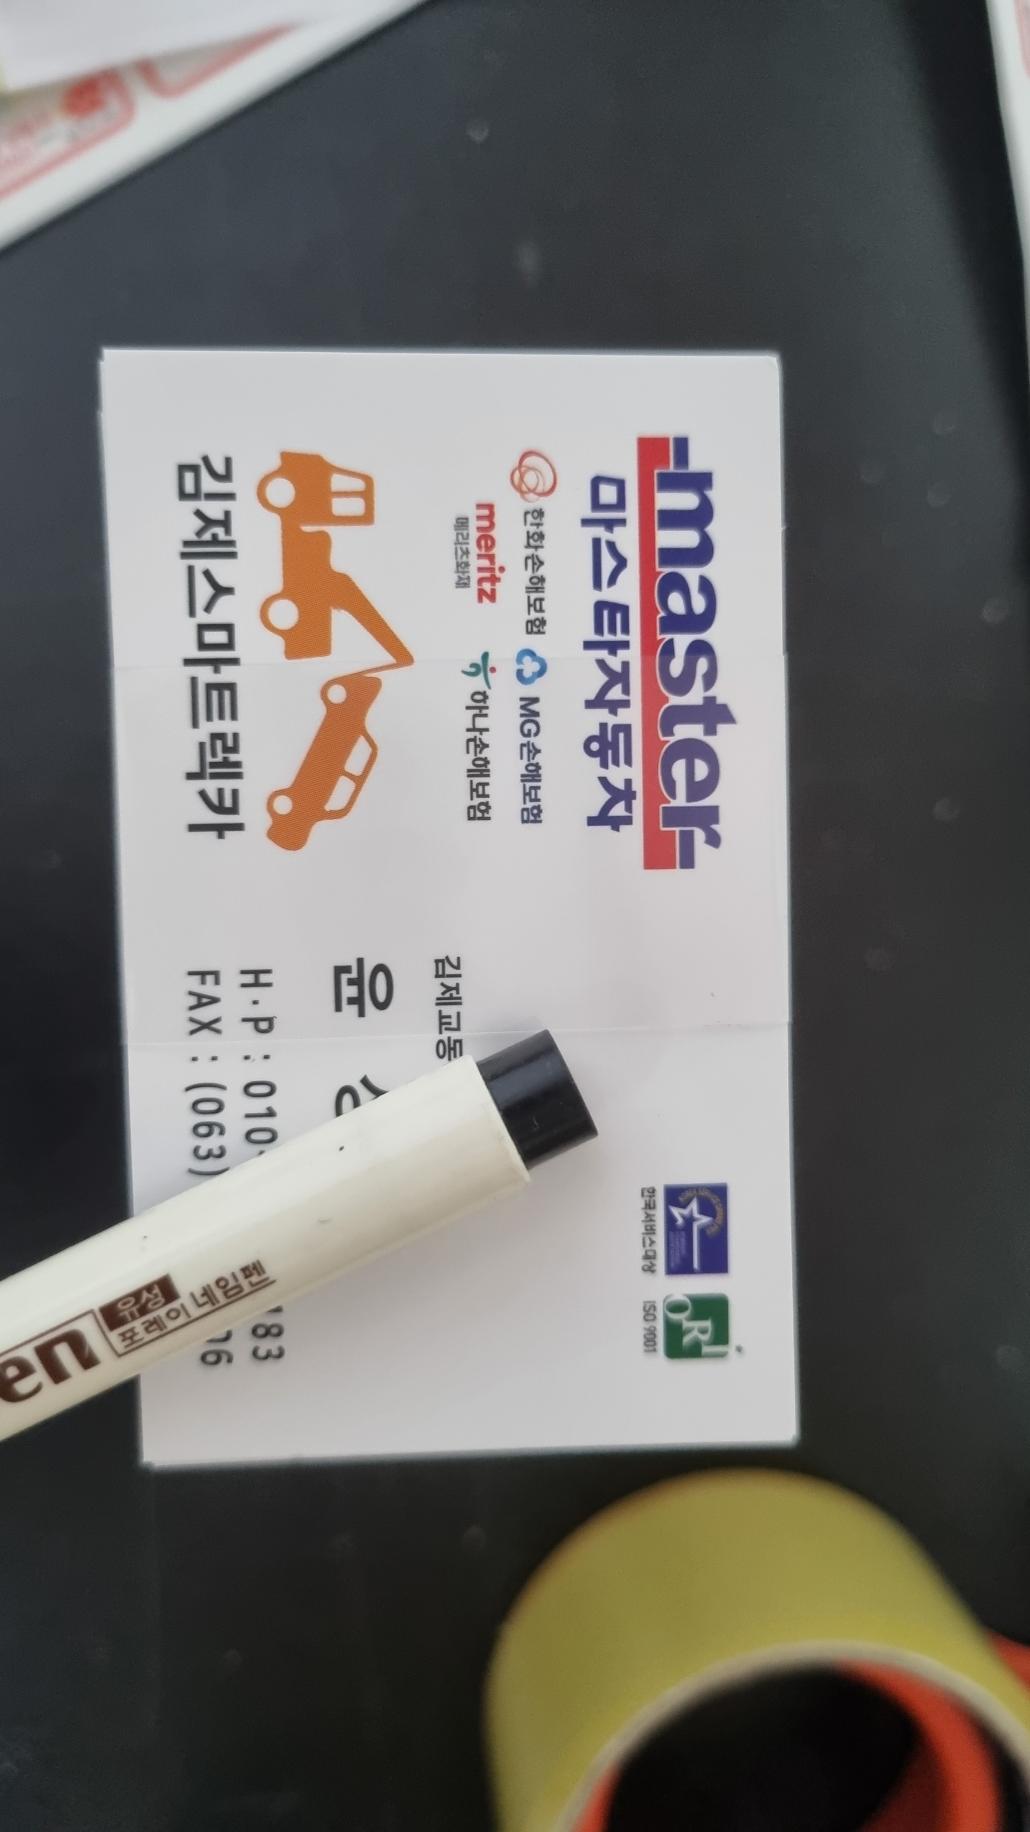 master
마스타자동차
한화손해보험 MG손해보험
meritz 메리츠화재 하나손해보험
김제스마트렉카
한국서비스대상
ISO 9001
김제교동
윤
H·P : 010
783
FAX : (063)
유성
포레이 네임펜
en